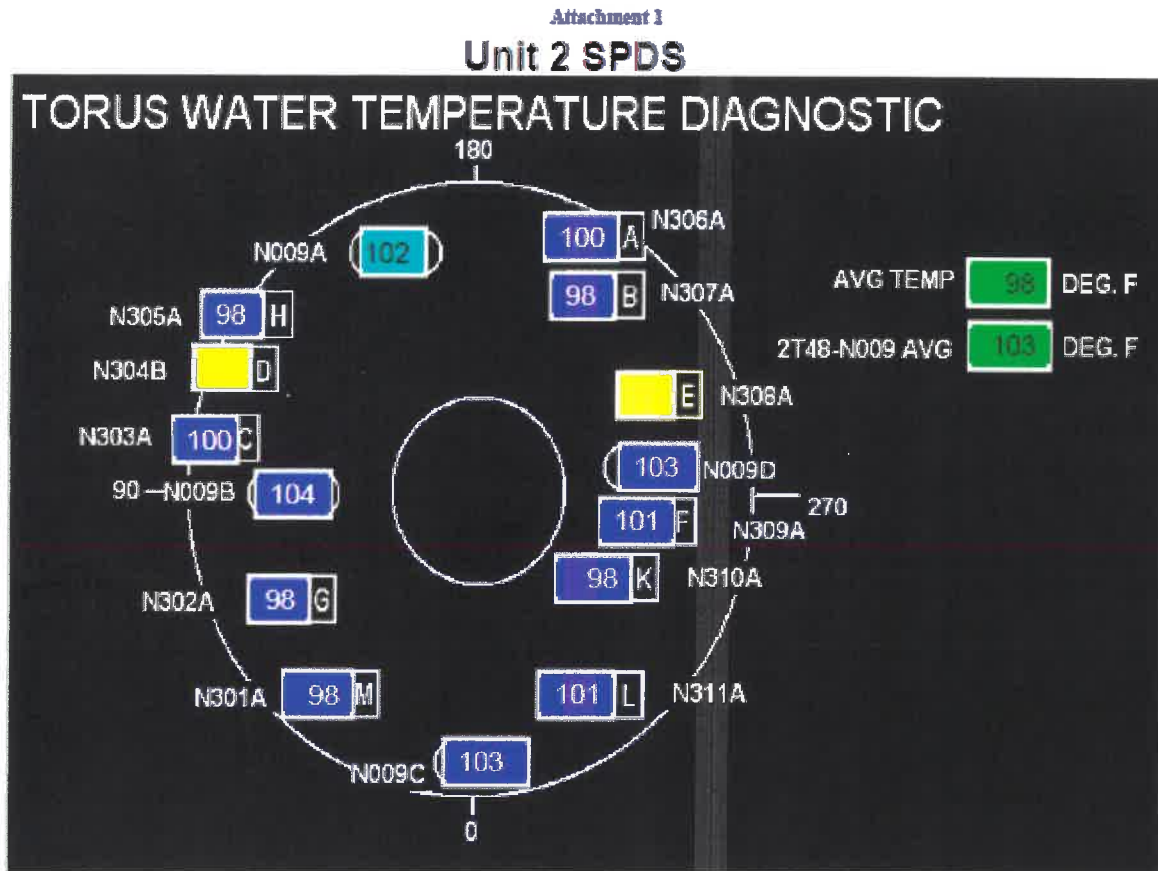 Attachment 1
Unit 2 SPDS
TORUS WATER TEMPERATURE DIAGNOSTIC
180
N306A
100 A
N009A
102
98 B
N307A
AVG TEMP 98 DEG. F
N305A
98 H
2T48-N009 AVG 103 DEG. F
N304B
D
E
N308A
N303A
100 C
103
N009D
90
N009B
104
270
101 F
N309A
98 K
N310A
N302A
98 G
N301A
98 M
101 L
N311A
N009C
103
0